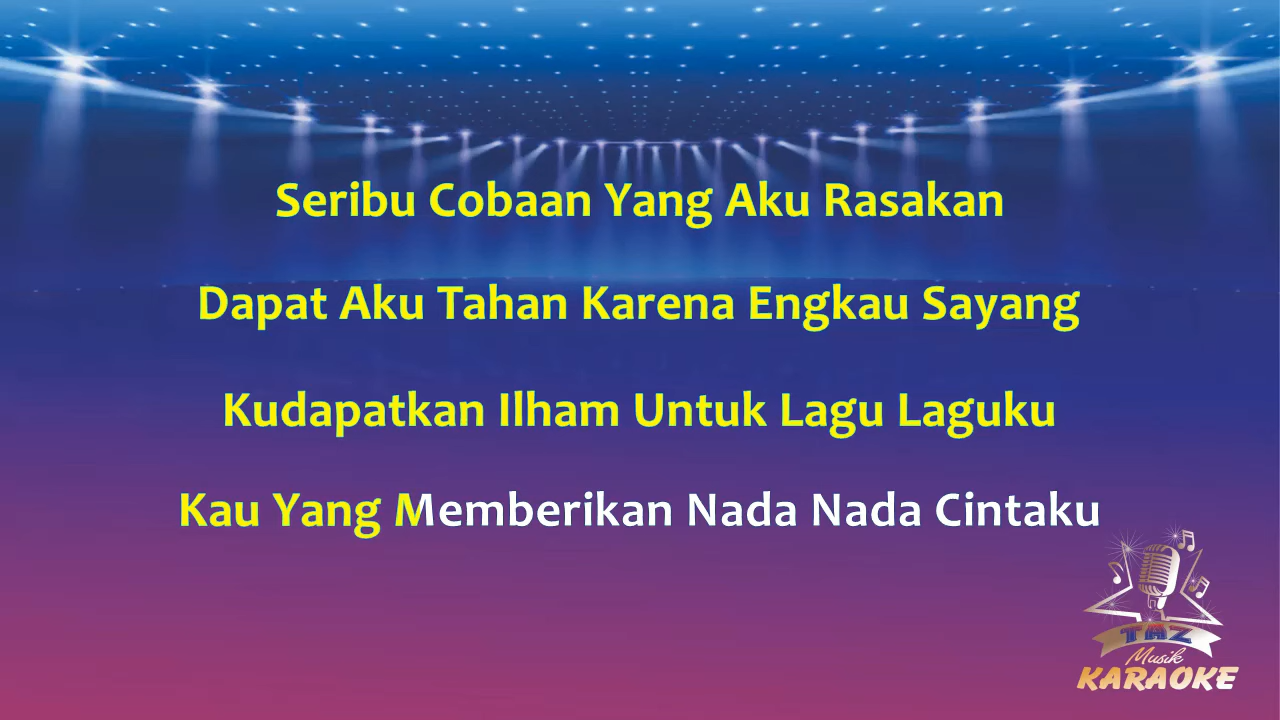 Seribu Cobaan Yang Aku Rasakan
Dapat Aku Tahan Karena Engkau Sayang
Kudapatkan Ilham Untuk Lagu Laguku
Kau Yang Memberikan Nada Nada Cintaku
TAZ
Musik
KARAOKE